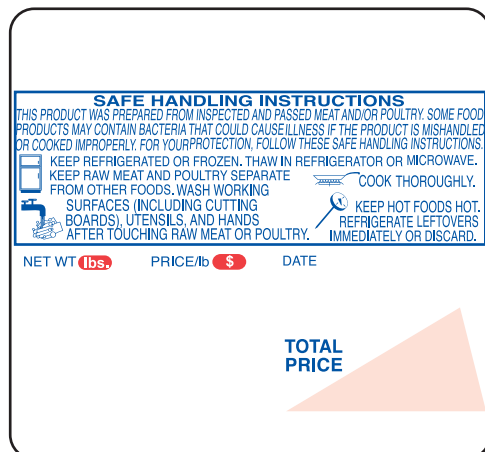 SAFE HANDLING INSTRUCTIONS
THIS PRODUCT WAS PREPARED FROM INSPECTED AND PASSED MEAT AND/OR POULTRY. SOME FOOD
PRODUCTS MAY CONTAIN BACTERIA THAT COULD CAUSE ILLNESS IF THE PRODUCT IS MISHANDLED
OR COOKED IMPROPERLY. FOR YOUR PROTECTION, FOLLOW THESE SAFE HANDLING INSTRUCTIONS.
KEEP REFRIGERATED OR FROZEN. THAW IN REFRIGERATOR OR MICROWAVE.
KEEP RAW MEAT AND POULTRY SEPARATE
FROM OTHER FOODS. WASH WORKING
SURFACES (INCLUDING CUTTING
BOARDS), UTENSILS, AND HANDS
AFTER TOUCHING RAW MEAT OR POULTRY.
COOK THOROUGHLY.
KEEP HOT FOODS HOT.
REFRIGERATE LEFTOVERS
IMMEDIATELY OR DISCARD.
NET WT lbs. PRICE/lb $ DATE
TOTAL
PRICE